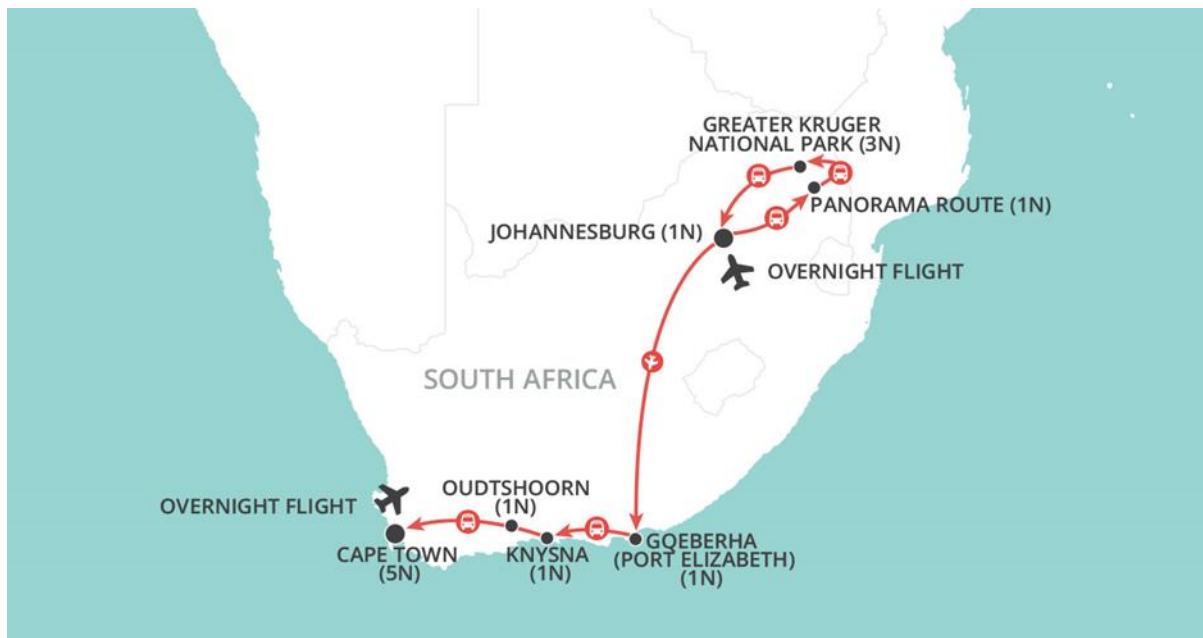 GREATER KRUGER
NATIONAL PARK (3N)
PANORAMA ROUTE (1N)
JOHANNESBURG (1N)
OVERNIGHT FLIGHT
SOUTH AFRICA
OUDTSHOORN
(1N)
OVERNIGHT FLIGHT
CAPE TOWN
(5N)
KNYSNA
(1N)
GQEBERHA
(PORT ELIZABETH)
(1N)